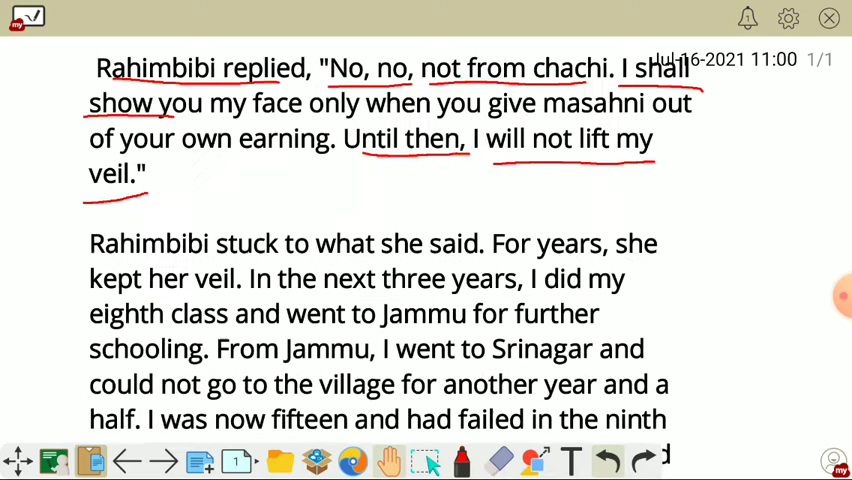 Jul-16-2021 11:00 1/1
Rahimbibi replied, "No, no, not from chachi. I shall
show you my face only when you give masahni out
of your own earning. Until then, I will not lift my
veil."
Rahimbibi stuck to what she said. For years, she
kept her veil. In the next three years, I did my
eighth class and went to Jammu for further
schooling. From Jammu, I went to Srinagar and
could not go to the village for another year and a
half. I was now fifteen and had failed in the ninth
d
my
1
1
T
my